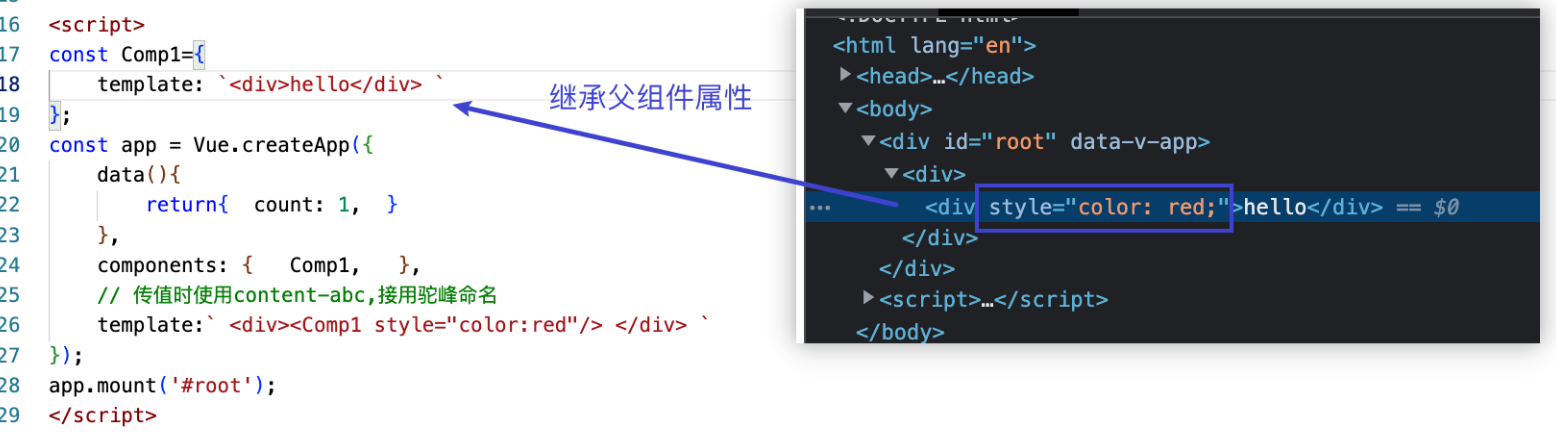 16 <script>
17 const Comp1={
18 template: `<div>hello</div> `
19 };
20 const app = Vue.createApp({
21 data(){
22 return{ count: 1, }
23 },
24 components: { Comp1, },
25 // 传值时使用content-abc,接用驼峰命名
26 template:` <div><Comp1 style="color:red"/> </div> `
27 });
28 app.mount('#root');
29 </script>
继承父组件属性
<html lang="en">
<head>…</head>
<body>
<div id="root" data-v-app>
<div>
<div style="color: red;">hello</div> == $0
</div>
</div>
<script>…</script>
</body>